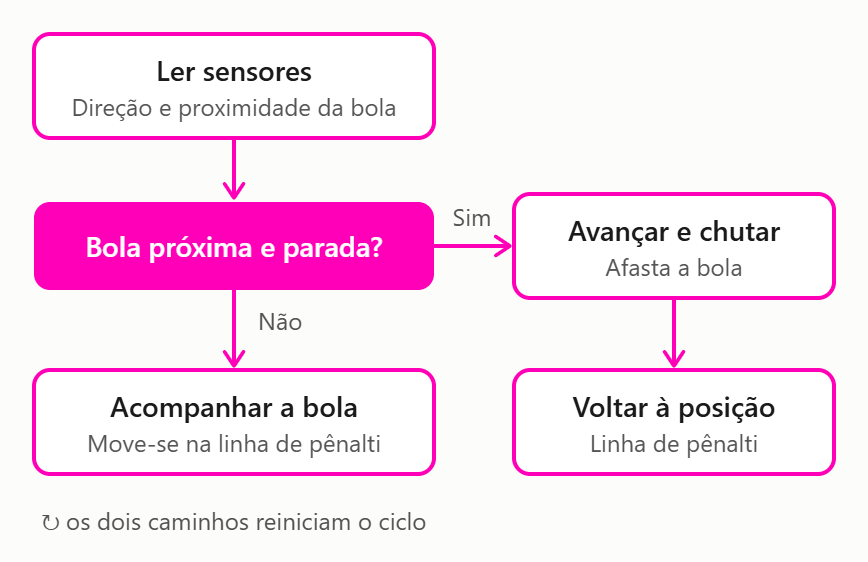 Ler sensores
Direção e proximidade da bola
Bola próxima e parada?
Sim
Avançar e chutar
Afasta a bola
Não
Acompanhar a bola
Move-se na linha de pênalti
Voltar à posição
Linha de pênalti
↻ os dois caminhos reiniciam o ciclo